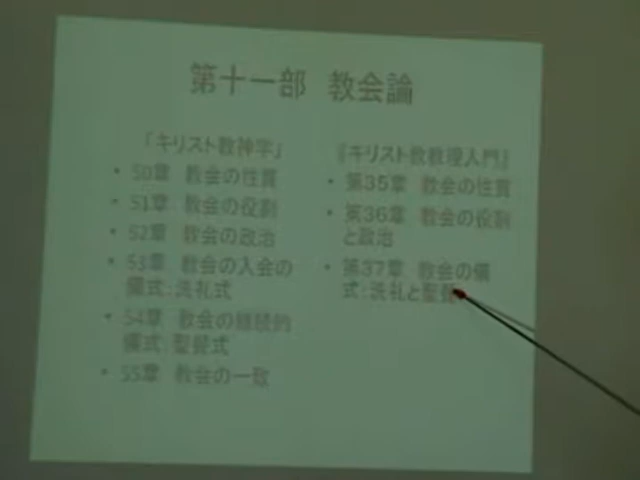 第十一部 教会論
「キリスト教神学」
• 50章 教会の性質
• 51章 教会の役割
• 52章 教会の政治
• 53章 教会の入会の
儀式:洗礼式
• 54章 教会の継続的
儀式:聖餐式
• 55章 教会の一致
『キリスト教教理入門』
• 第35章 教会の性質
• 第36章 教会の役割
と政治
• 第37章 教会の儀
式:洗礼と聖餐